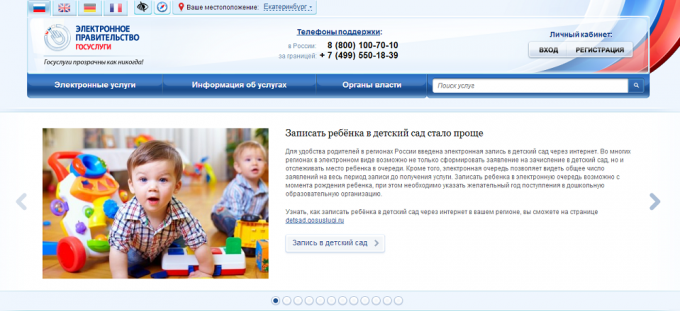 Ваше местоположение: Екатеринбург
ЭЛЕКТРОННОЕ
ПРАВИТЕЛЬСТВО
ГОСУСЛУГИ
Госуслуги прозрачны как никогда!
Телефоны поддержки:
в России: 8 (800) 100-70-10
за границей: + 7 (499) 550-18-39
Личный кабинет:
ВХОД РЕГИСТРАЦИЯ
Электронные услуги Информация об услугах Органы власти Поиск услуг
Записать ребёнка в детский сад стало проще
Для удобства родителей в регионах России введена электронная запись в детский сад через интернет. Во многих
регионах в электронном виде возможно не только сформировать заявление на зачисление в детский сад, но и
отслеживать место ребенка в очереди. Кроме того, электронная очередь позволяет видеть общее число
заявлений на весь период записи до получения услуги. Записать ребенка в электронную очередь возможно с
момента рождения ребенка, при этом необходимо указать желательный год поступления в дошкольную
образовательную организацию.
Узнать, как записать ребёнка в детский сад через интернет в вашем регионе, вы сможете на странице
detsad.gosuslugi.ru
Запись в детский сад